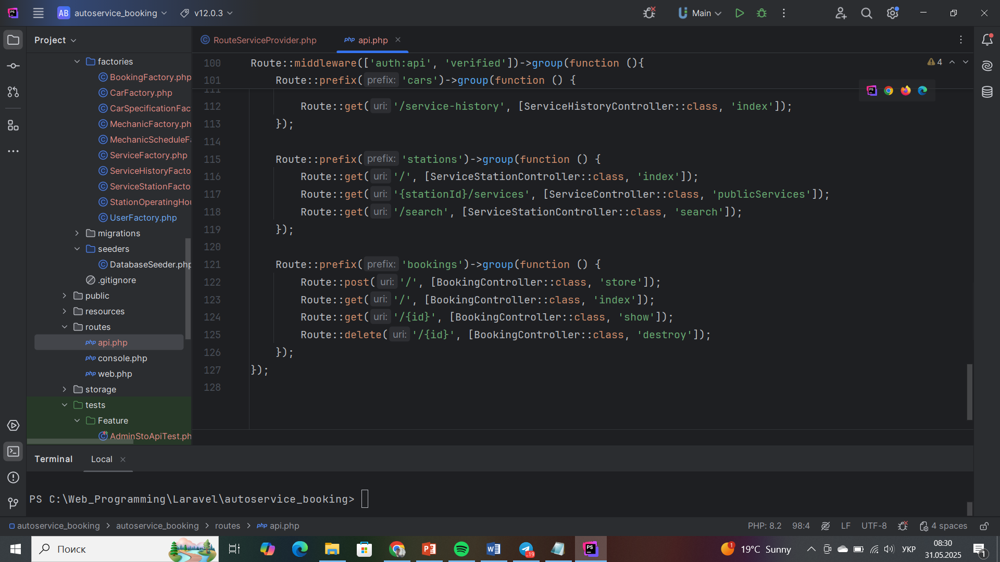 AB autoservice_booking v12.0.3 Main
Project
RouteServiceProvider.php
php api.php
factories
BookingFactory.php
CarFactory.php
CarSpecificationFac
MechanicFactory.ph
MechanicScheduleFa
ServiceFactory.php
ServiceHistoryFacto
ServiceStationFacto
StationOperatingHou
UserFactory.php
migrations
seeders
DatabaseSeeder.php
.gitignore
public
resources
routes
php api.php
php console.php
php web.php
storage
tests
Feature
AdminStoApiTest.ph
100 Route::middleware(['auth:api', 'verified'])->group(function (){
101 Route::prefix( prefix: 'cars')->group(function () {
4
111
112 Route::get( uri: '/service-history', [ServiceHistoryController::class, 'index']);
113 });
114
115 Route::prefix( prefix: 'stations')->group(function () {
116 Route::get( uri: '/', [ServiceStationController::class, 'index']);
117 Route::get( uri: '{stationId}/services', [ServiceController::class, 'publicServices']);
118 Route::get( uri: '/search', [ServiceStationController::class, 'search']);
119 });
120
121 Route::prefix( prefix: 'bookings')->group(function () {
122 Route::post( uri: '/', [BookingController::class, 'store']);
123 Route::get( uri: '/', [BookingController::class, 'index']);
124 Route::get( uri: '/{id}', [BookingController::class, 'show']);
125 Route::delete( uri: '/{id}', [BookingController::class, 'destroy']);
126 });
127 });
128
Terminal Local
PS C:\Web_Programming\Laravel\autoservice_booking>
autoservice_booking > autoservice_booking > routes > php api.php
PHP: 8.2 98:4 LF UTF-8 4 spaces
Поиск
19°C Sunny
УКР
08:30
31.05.2025